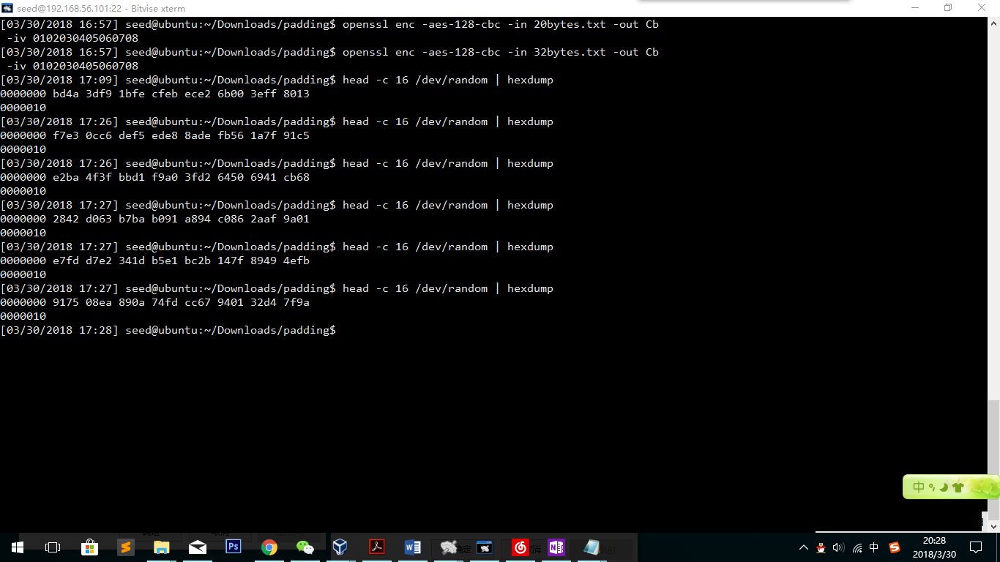 seed@192.168.56.101:22 - Bitvise xterm
[03/30/2018 16:57] seed@ubuntu:~/Downloads/padding$ openssl enc -aes-128-cbc -in 20bytes.txt -out Cb
 -iv 0102030405060708
[03/30/2018 16:57] seed@ubuntu:~/Downloads/padding$ openssl enc -aes-128-cbc -in 32bytes.txt -out Cb
 -iv 0102030405060708
[03/30/2018 17:09] seed@ubuntu:~/Downloads/padding$ head -c 16 /dev/random | hexdump
0000000 bd4a 3df9 1bfe cfeb ece2 6b00 3eff 8013
0000010
[03/30/2018 17:26] seed@ubuntu:~/Downloads/padding$ head -c 16 /dev/random | hexdump
0000000 f7e3 0cc6 def5 ede8 8ade fb56 1a7f 91c5
0000010
[03/30/2018 17:26] seed@ubuntu:~/Downloads/padding$ head -c 16 /dev/random | hexdump
0000000 e2ba 4f3f bbd1 f9a0 3fd2 6450 6941 cb68
0000010
[03/30/2018 17:27] seed@ubuntu:~/Downloads/padding$ head -c 16 /dev/random | hexdump
0000000 2842 d063 b7ba b091 a894 c086 2aaf 9a01
0000010
[03/30/2018 17:27] seed@ubuntu:~/Downloads/padding$ head -c 16 /dev/random | hexdump
0000000 e7fd d7e2 341d b5e1 bc2b 147f 8949 4efb
0000010
[03/30/2018 17:27] seed@ubuntu:~/Downloads/padding$ head -c 16 /dev/random | hexdump
0000000 9175 08ea 890a 74fd cc67 9401 32d4 7f9a
0000010
[03/30/2018 17:28] seed@ubuntu:~/Downloads/padding$
中
Ps
中
20:28
2018/3/30